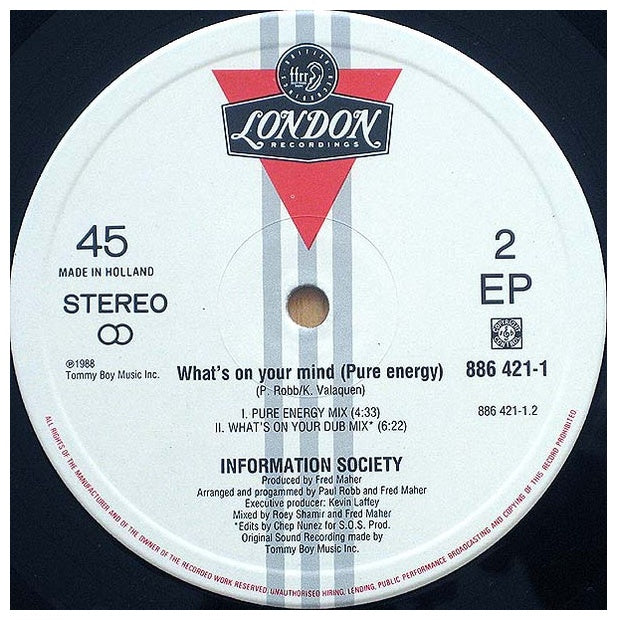 BRITISH RELEASE
ffrr
LONDON
RECORDINGS
45
MADE IN HOLLAND
STEREO
2
EP
℗1988
Tommy Boy Music Inc.
What's on your mind (Pure energy)
(P. Robb/K. Valaquen)
886 421-1
I. PURE ENERGY MIX (4:33)
II. WHAT'S ON YOUR DUB MIX* (6:22)
886 421-1.2
INFORMATION SOCIETY
Produced by Fred Maher
Arranged and progammed by Paul Robb and Fred Maher
Executive producer: Kevin Laffey
Mixed by Roey Shamir and Fred Maher
*Edits by Chep Nunez for S.O.S. Prod.
Original Sound Recording made by
Tommy Boy Music Inc.
ALL RIGHTS OF THE MANUFACTURER AND OF THE OWNER OF THE RECORDED WORK RESERVED. UNAUTHORISED HIRING, LENDING, PUBLIC PERFORMANCE BROADCASTING AND COPYING OF THIS RECORD PROHIBITED